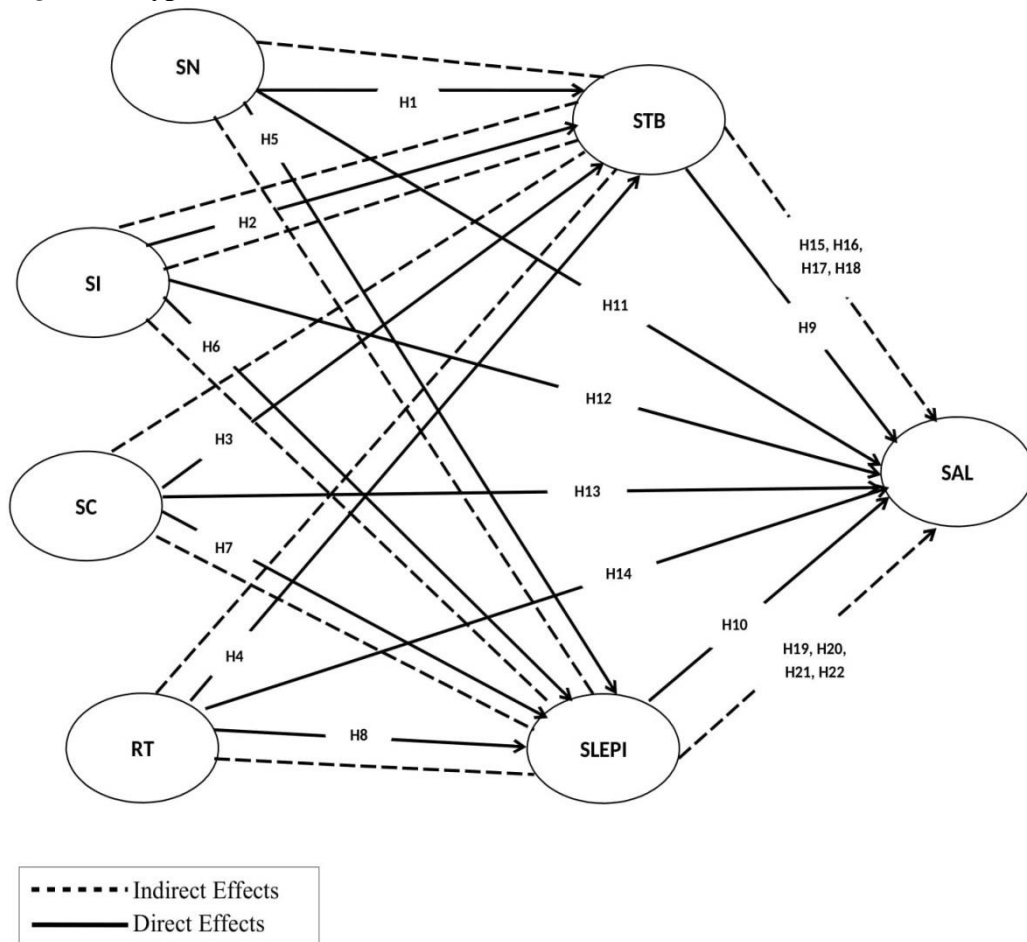 SN
H1
STB
H5
H2
H15, H16,
H17, H18
SI
H11
H9
H6
H12
H3
SAL
SC
H13
H7
H14
H10
H4
H19, H20,
H21, H22
RT
H8
SLEPI
Indirect Effects
Direct Effects